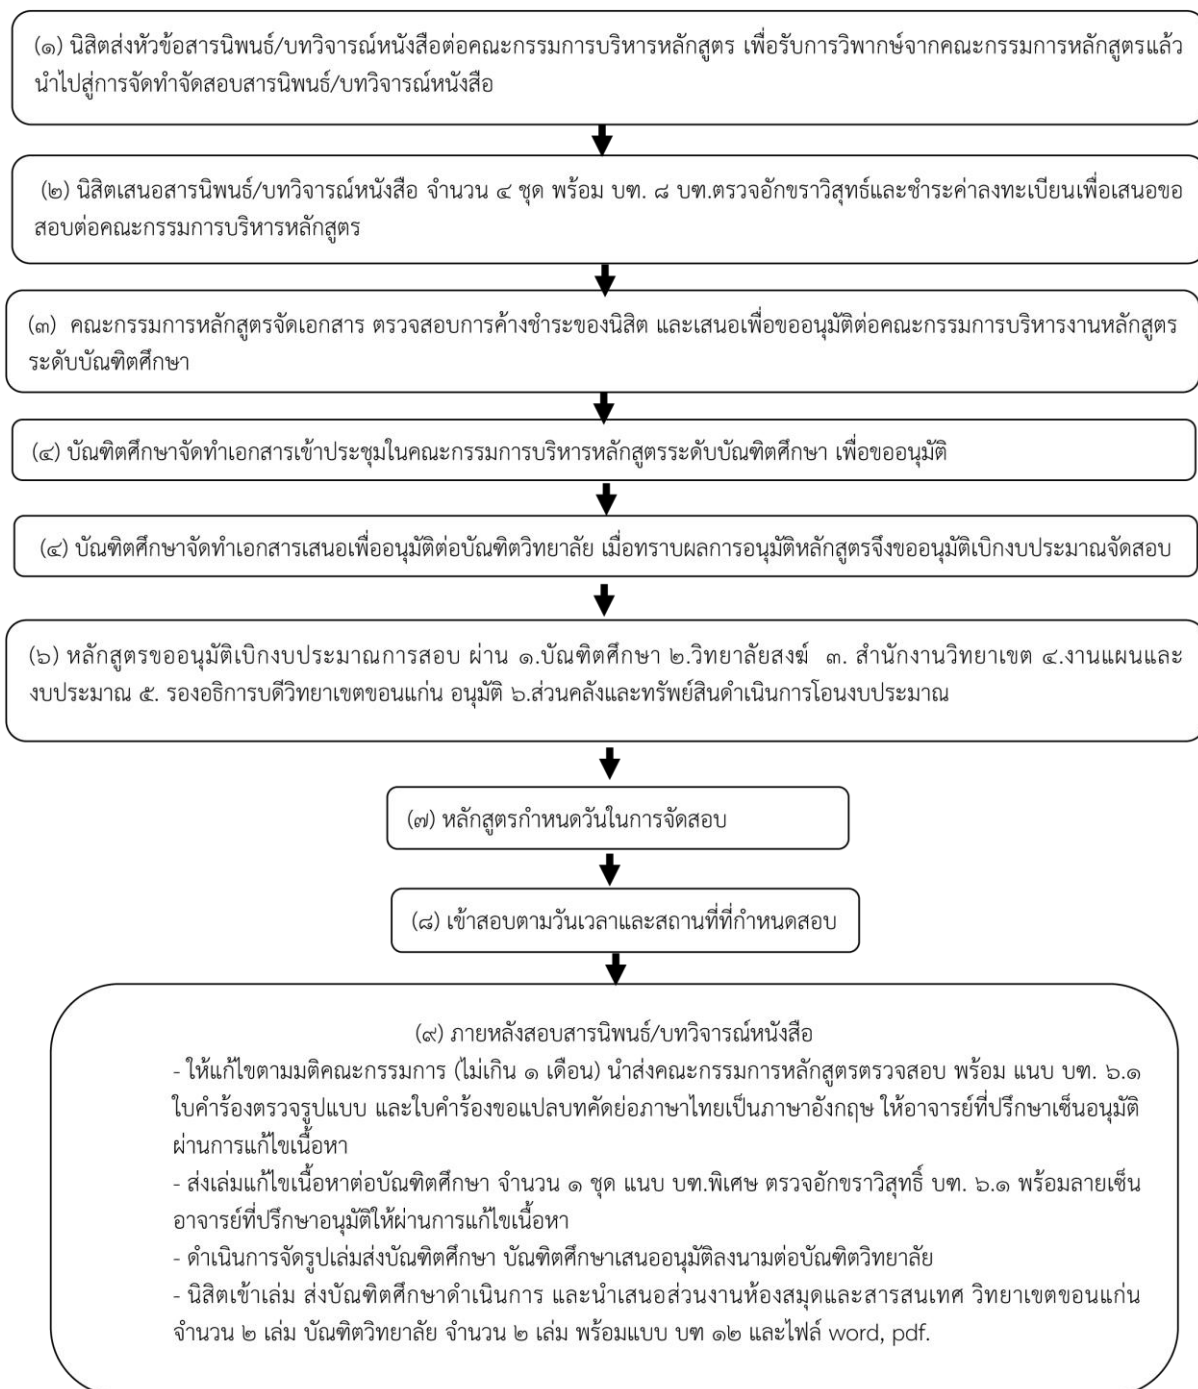 (๑) นิสิตส่งหัวข้อสารนิพนธ์/บทวิจารณ์หนังสือต่อคณะกรรมการบริหารหลักสูตร เพื่อรับการวิพากษ์จากคณะกรรมการหลักสูตรแล้ว
นำไปสู่การจัดทำจัดสอบสารนิพนธ์/บทวิจารณ์หนังสือ
(๒) นิสิตเสนอสารนิพนธ์/บทวิจารณ์หนังสือ จำนวน ๔ ชุด พร้อม บฑ. ๘ บฑ.ตรวจอักขราวิสุทธ์และชำระค่าลงทะเบียนเพื่อเสนอขอ
สอบต่อคณะกรรมการบริหารหลักสูตร
(๓) คณะกรรมการหลักสูตรจัดเอกสาร ตรวจสอบการค้างชำระของนิสิต และเสนอเพื่อขออนุมัติต่อคณะกรรมการบริหารงานหลักสูตร
ระดับบัณฑิตศึกษา
(๔) บัณฑิตศึกษาจัดทำเอกสารเข้าประชุมในคณะกรรมการบริหารหลักสูตรระดับบัณฑิตศึกษา เพื่อขออนุมัติ
(๔) บัณฑิตศึกษาจัดทำเอกสารเสนอเพื่ออนุมัติต่อบัณฑิตวิทยาลัย เมื่อทราบผลการอนุมัติหลักสูตรจึงขออนุมัติเบิกงบประมาณจัดสอบ
(๖) หลักสูตรขออนุมัติเบิกงบประมาณการสอบ ผ่าน ๑.บัณฑิตศึกษา ๒.วิทยาลัยสงฆ์ ๓. สำนักงานวิทยาเขต ๔.งานแผนและ
งบประมาณ ๕. รองอธิการบดีวิทยาเขตขอนแก่น อนุมัติ ๖.ส่วนคลังและทรัพย์สินดำเนินการโอนงบประมาณ
(๗) หลักสูตรกำหนดวันในการจัดสอบ
(๘) เข้าสอบตามวันเวลาและสถานที่ที่กำหนดสอบ
(๙) ภายหลังสอบสารนิพนธ์/บทวิจารณ์หนังสือ
- ให้แก้ไขตามมติคณะกรรมการ (ไม่เกิน ๑ เดือน) นำส่งคณะกรรมการหลักสูตรตรวจสอบ พร้อม แนบ บฑ. ๖.๑
ใบคำร้องตรวจรูปแบบ และใบคำร้องขอแปลบทคัดย่อภาษาไทยเป็นภาษาอังกฤษ ให้อาจารย์ที่ปรึกษาเซ็นอนุมัติ
ผ่านการแก้ไขเนื้อหา
- ส่งเล่มแก้ไขเนื้อหาต่อบัณฑิตศึกษา จำนวน ๑ ชุด แนบ บฑ.พิเศษ ตรวจอักขราวิสุทธิ์ บฑ. ๖.๑ พร้อมลายเซ็น
อาจารย์ที่ปรึกษาอนุมัติให้ผ่านการแก้ไขเนื้อหา
- ดำเนินการจัดรูปเล่มส่งบัณฑิตศึกษา บัณฑิตศึกษาเสนออนุมัติลงนามต่อบัณฑิตวิทยาลัย
- นิสิตเข้าเล่ม ส่งบัณฑิตศึกษาดำเนินการ และนำเสนอส่วนงานห้องสมุดและสารสนเทศ วิทยาเขตขอนแก่น
จำนวน ๒ เล่ม บัณฑิตวิทยาลัย จำนวน ๒ เล่ม พร้อมแบบ บฑ ๑๒ และไฟล์ word, pdf.